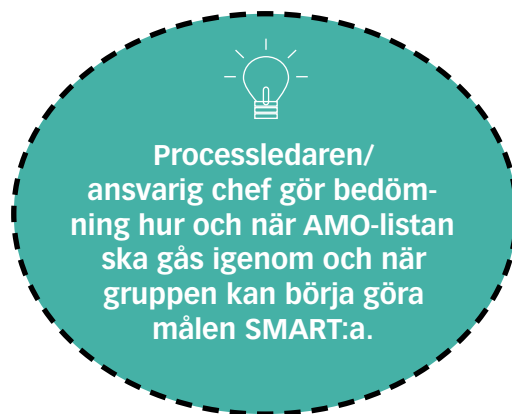 Processledaren/
ansvarig chef gör bedöm-
ning hur och när AMO-listan
ska gås igenom och när
gruppen kan börja göra
målen SMART:a.